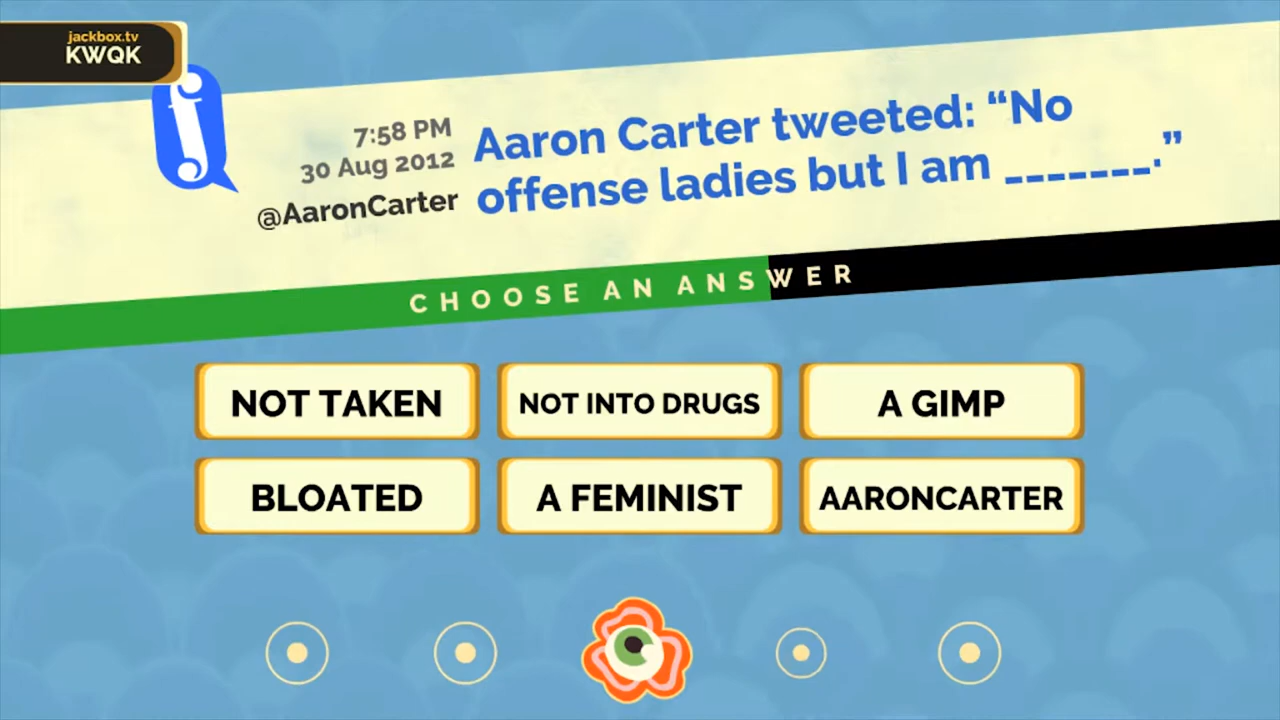 jackbox.tv
KWQK
f
7:58 PM
30 Aug 2012
@AaronCarter
Aaron Carter tweeted: “No
offense ladies but I am _______.”
CHOOSE AN ANSWER
NOT TAKEN
NOT INTO DRUGS
A GIMP
BLOATED
A FEMINIST
AARONCARTER